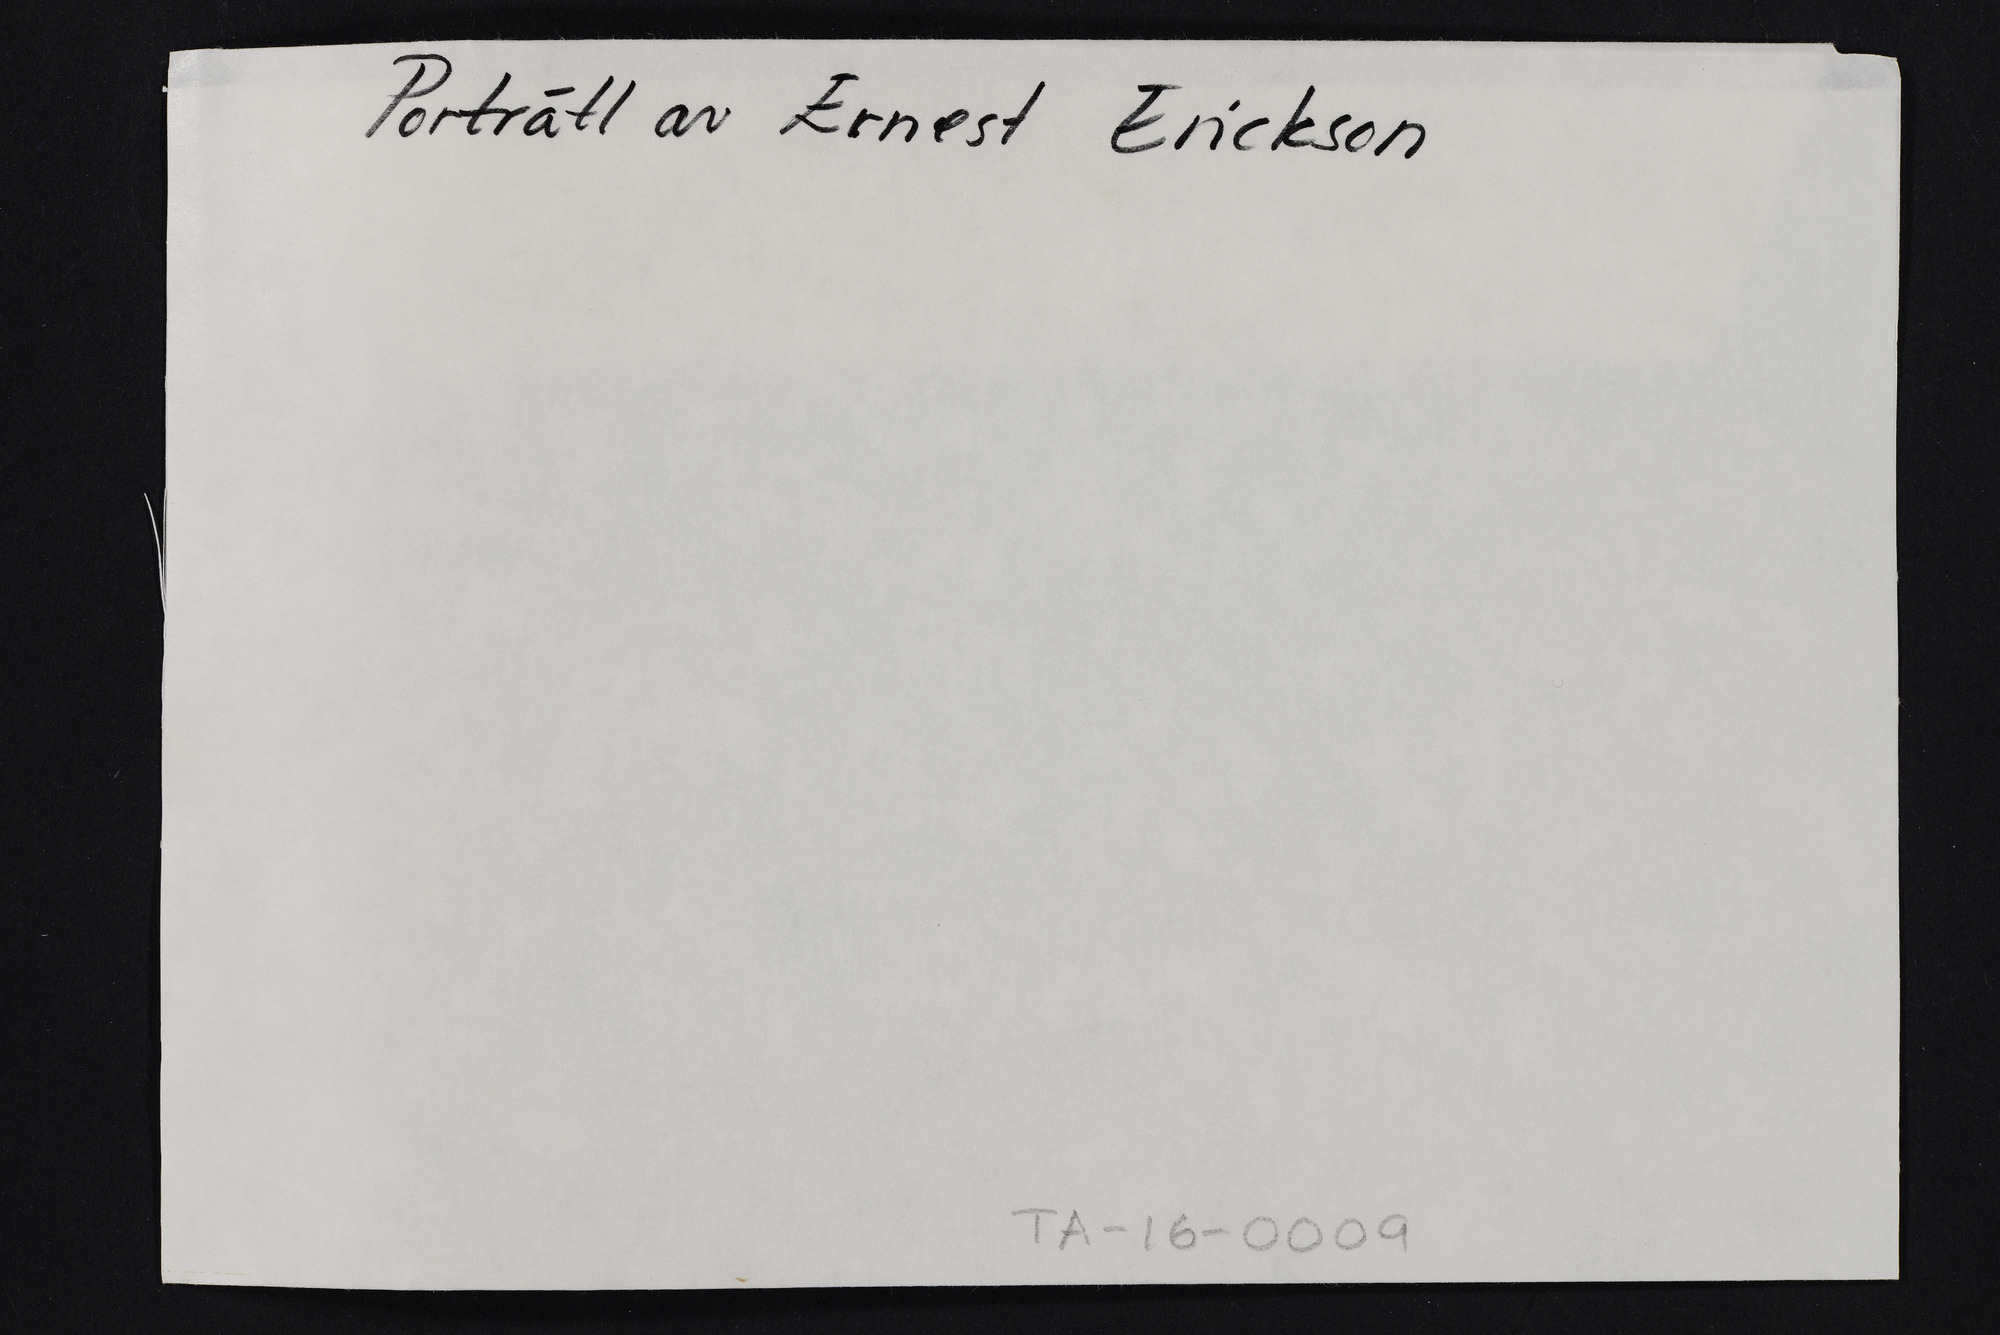 Porträtt av Ernest Erickson
TA-16-0009